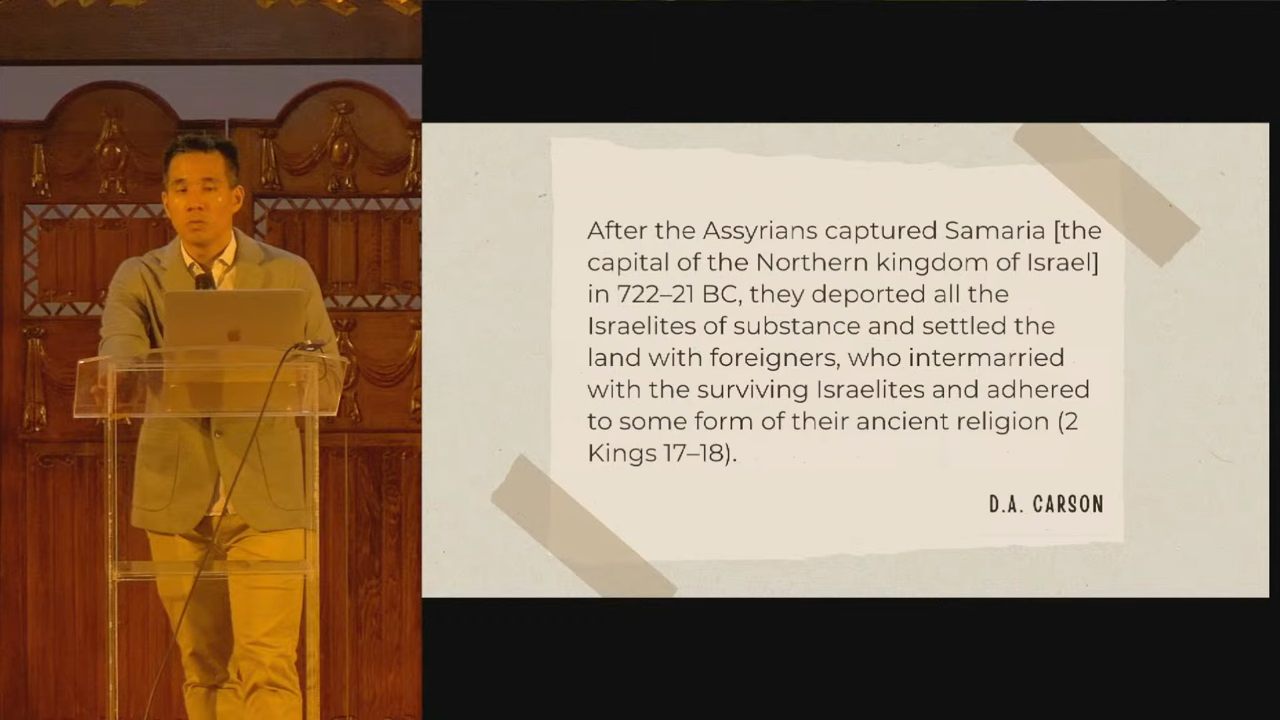 After the Assyrians captured Samaria [the
capital of the Northern kingdom of Israel]
in 722–21 BC, they deported all the
Israelites of substance and settled the
land with foreigners, who intermarried
with the surviving Israelites and adhered
to some form of their ancient religion (2
Kings 17–18).
D.A. CARSON